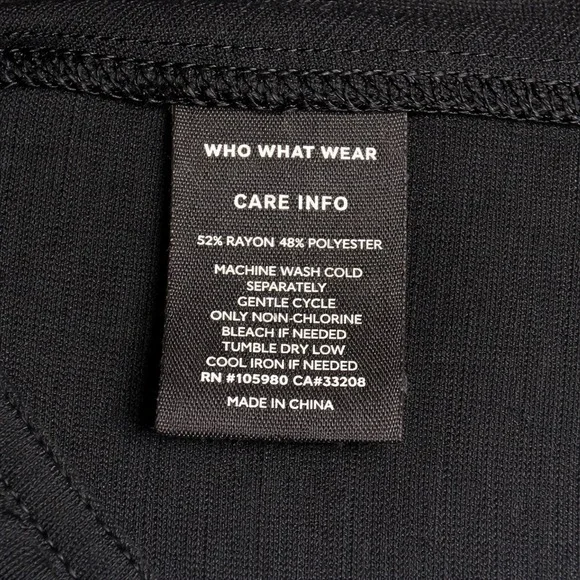 WHO WHAT WEAR
CARE INFO
52% RAYON 48% POLYESTER
MACHINE WASH COLD
SEPARATELY
GENTLE CYCLE
ONLY NOIN-CHLORINE
BLEACH IF NEEDED
TUMBLE DRY LOW
COOL IRON IF NEEDED
RN #105980 CA#33208
MADE IN CHINA